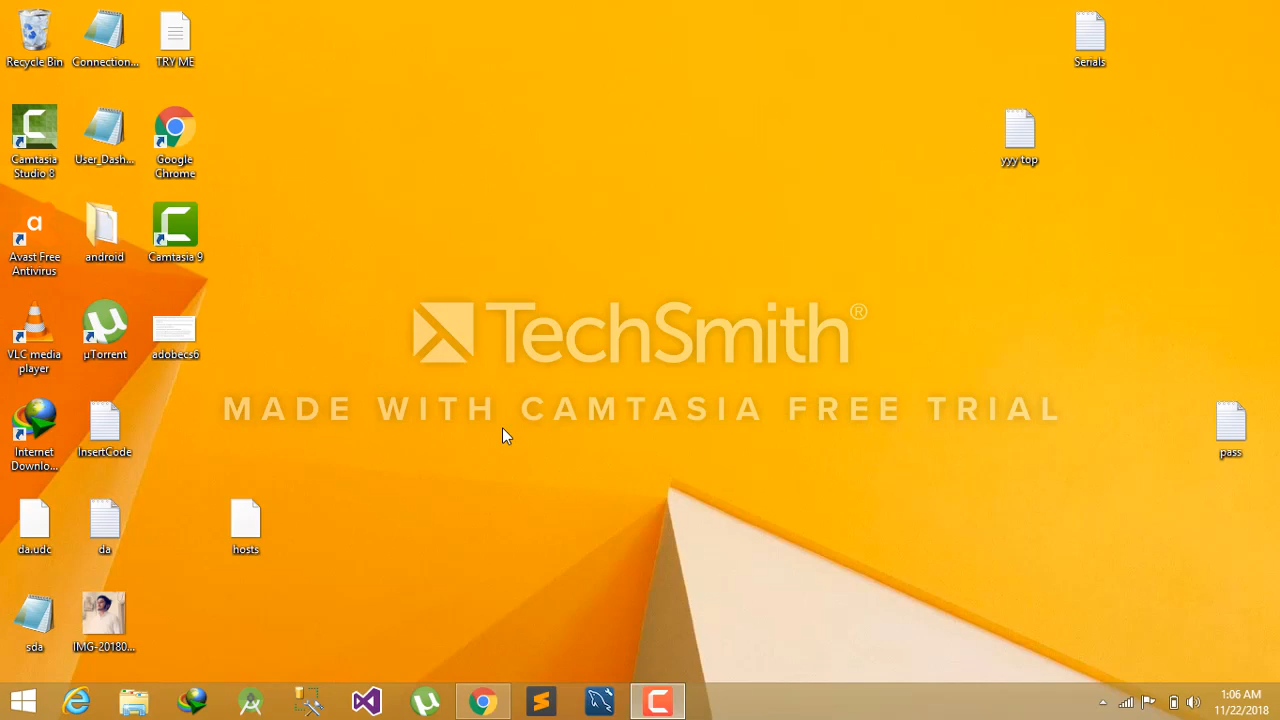 Recycle Bin
Connection...
TRY ME
Serials
Camtasia
Studio 8
User_Dash...
Google
Chrome
yyy top
a
Avast Free
Antivirus
android
Camtasia 9
TechSmith®
MADE WITH CAMTASIA FREE TRIAL
VLC media
player
µTorrent
adobecs6
Internet
Downlo...
InsertCode
pass
da.udc
da
hosts
sda
IMG-20180...
1:06 AM
11/22/2018